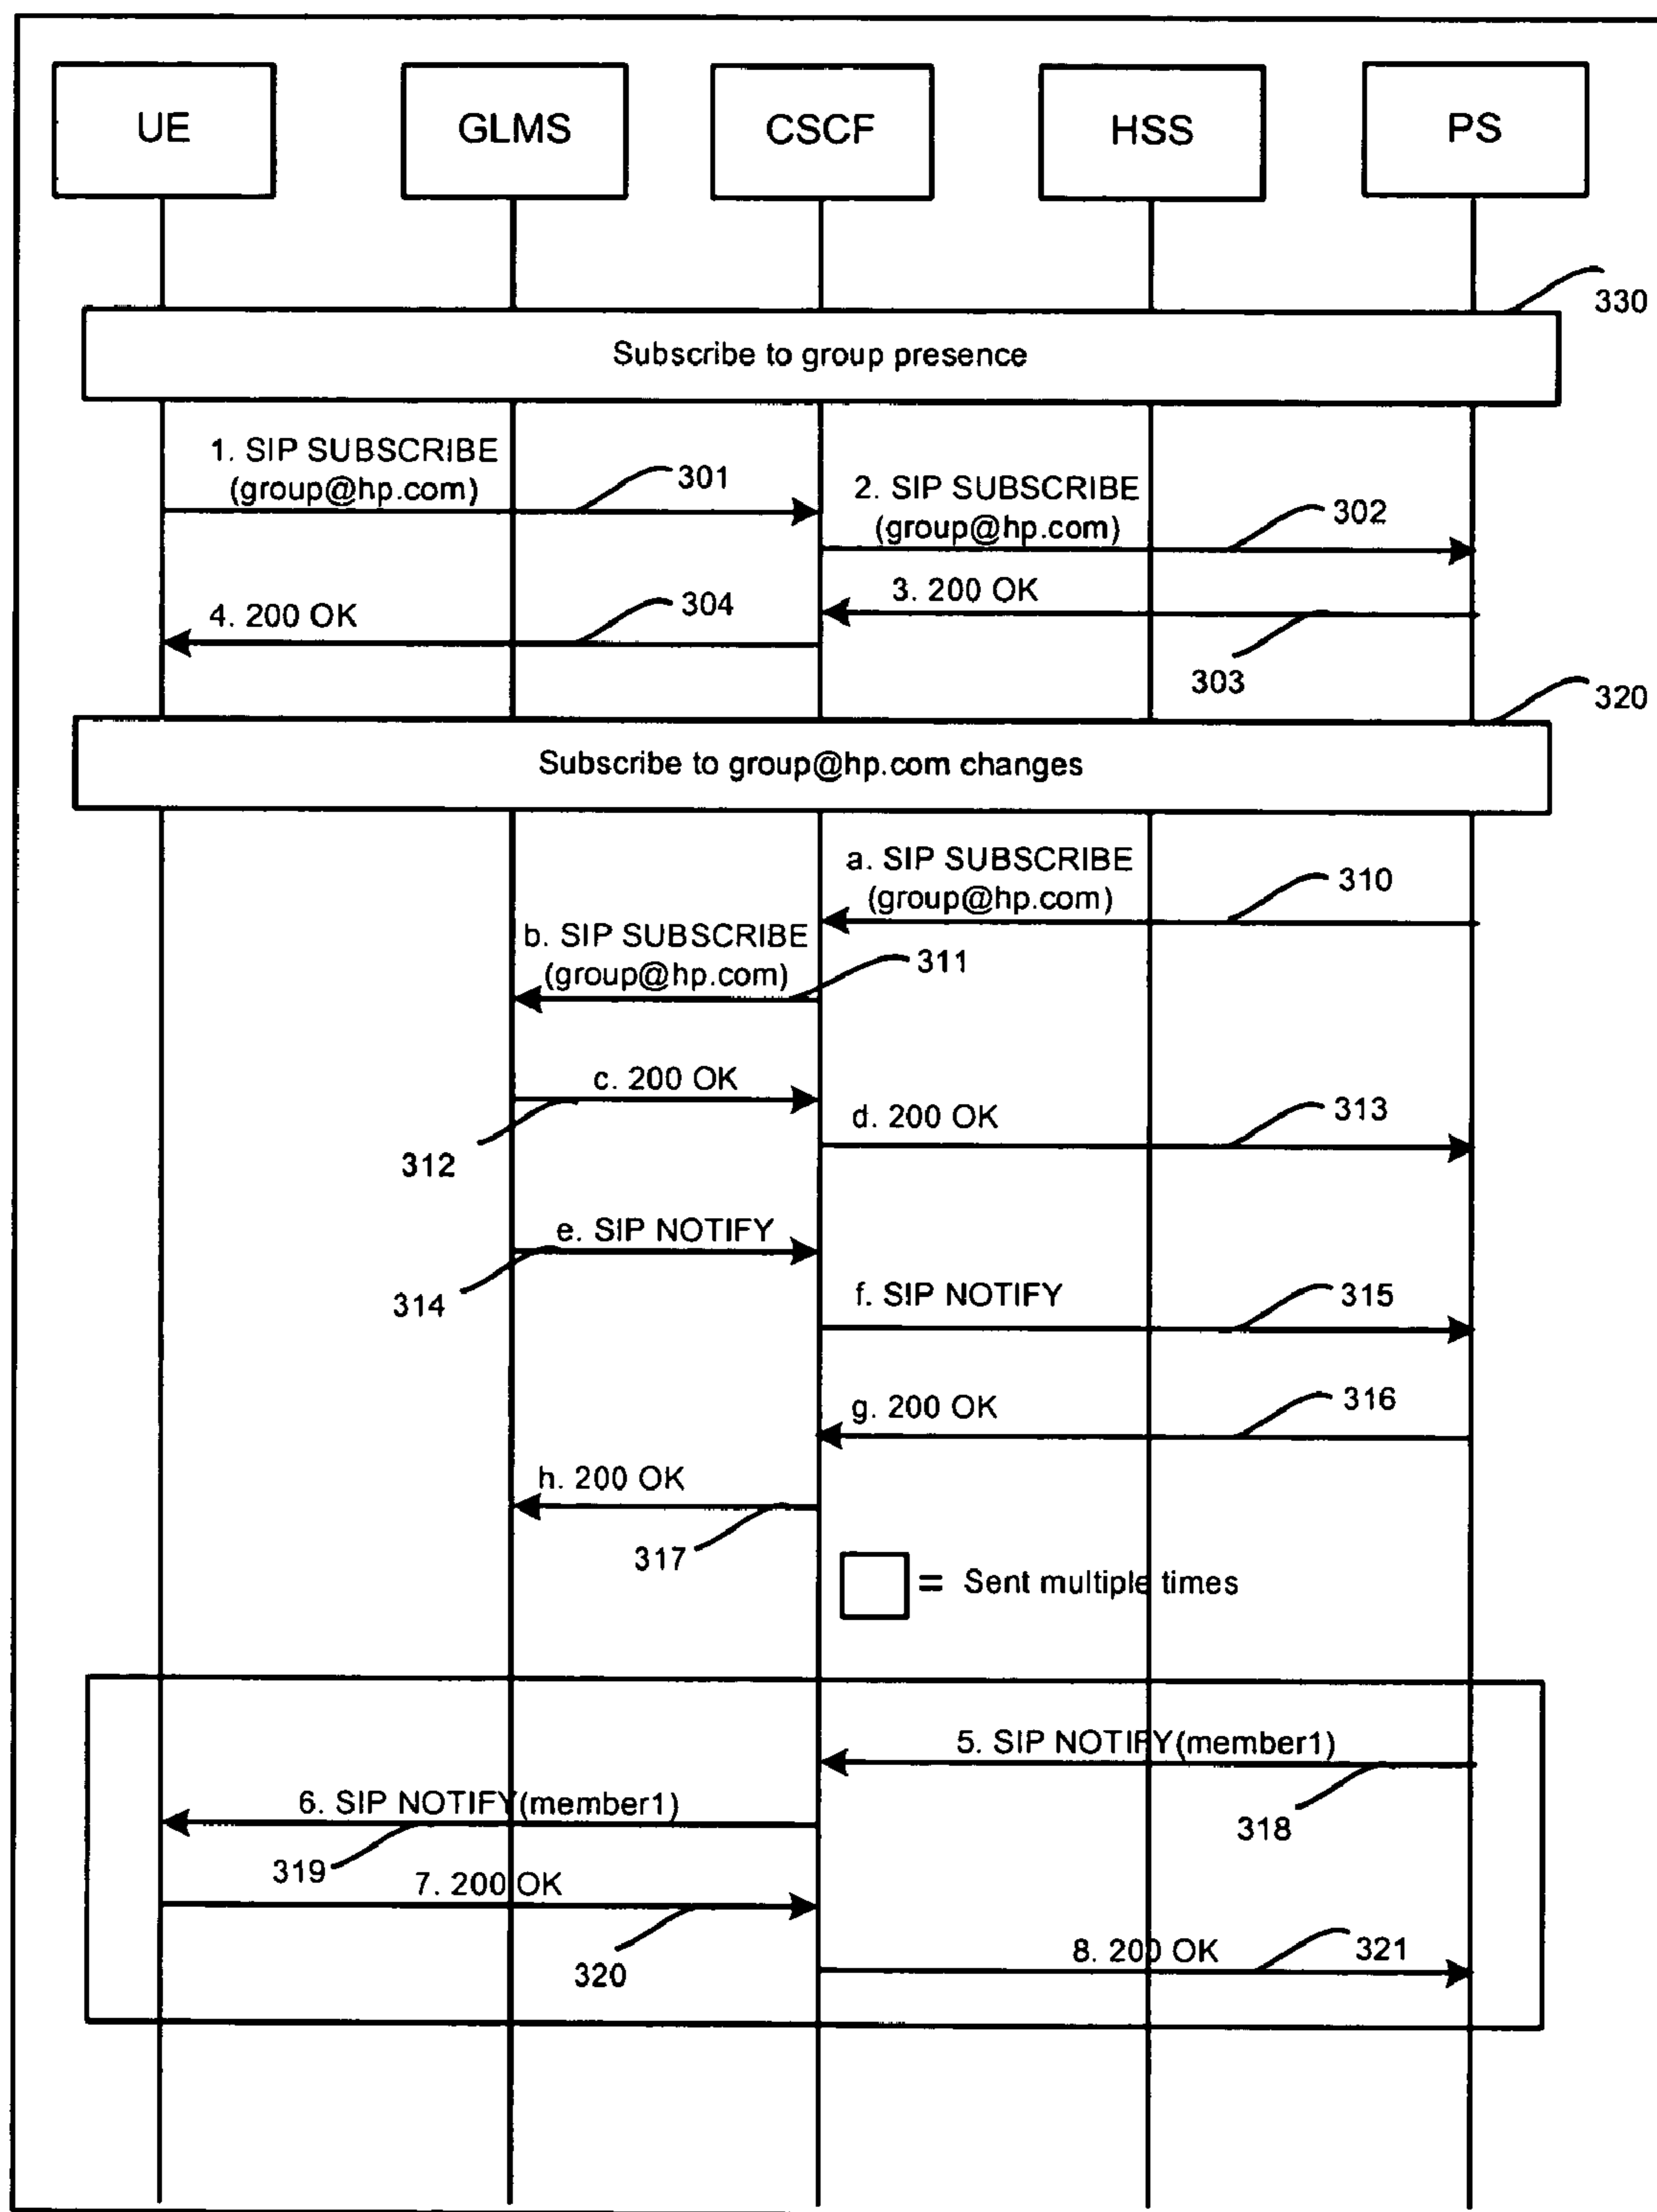 UE
GLMS
CSCF
HSS
PS
330
Subscribe to group presence
1. SIP SUBSCRIBE
(group@hp.com)
301
2. SIP SUBSCRIBE
(group@hp.com)
302
3. 200 OK
4. 200 OK
304
303
320
Subscribe to group@hp.com changes
a. SIP SUBSCRIBE
(group@hp.com)
310
b. SIP SUBSCRIBE
(group@hp.com)
311
c. 200 OK
d. 200 OK
313
312
e. SIP NOTIFY
314
f. SIP NOTIFY
315
g. 200 OK
316
h. 200 OK
317
= Sent multiple times
5. SIP NOTIFY(member1)
6. SIP NOTIFY(member1)
318
319
7. 200 OK
320
8. 200 OK
321